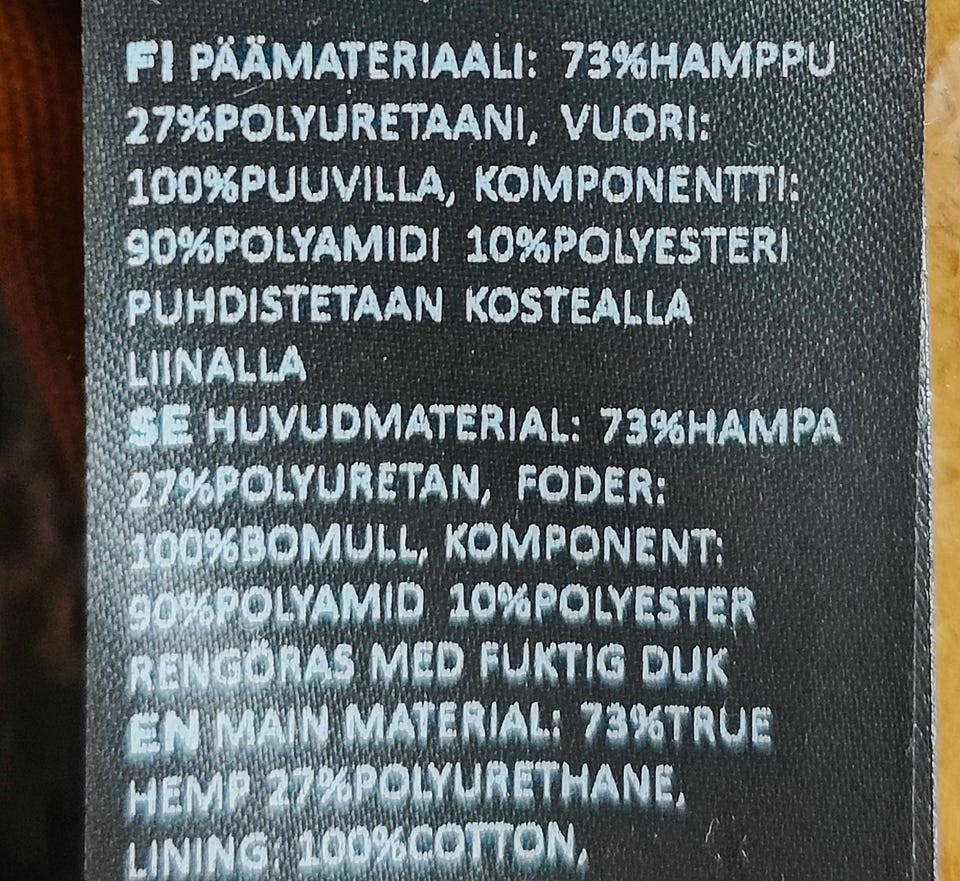 FI PÄÄMATERIAALI: 73%HAMPPU
27%POLYURETAANI, VUORI:
100%PUUVILLA, KOMPONENTTI:
90%POLYAMIDI 10%POLYESTERI
PUHDISTETAAN KOSTEALLA
LIINALLA
SE HUVUDMATERIAL: 73%HAMPA
27%POLYURETAN, FODER:
100%BOMULL, KOMPONENT:
90%POLYAMID 10%POLYESTER
RENGÖRAS MED FUKTIG DUK
EN MAIN MATERIAL: 73%TRUE
HEMP 27%POLYURETHANE,
LINING: 100%COTTON,